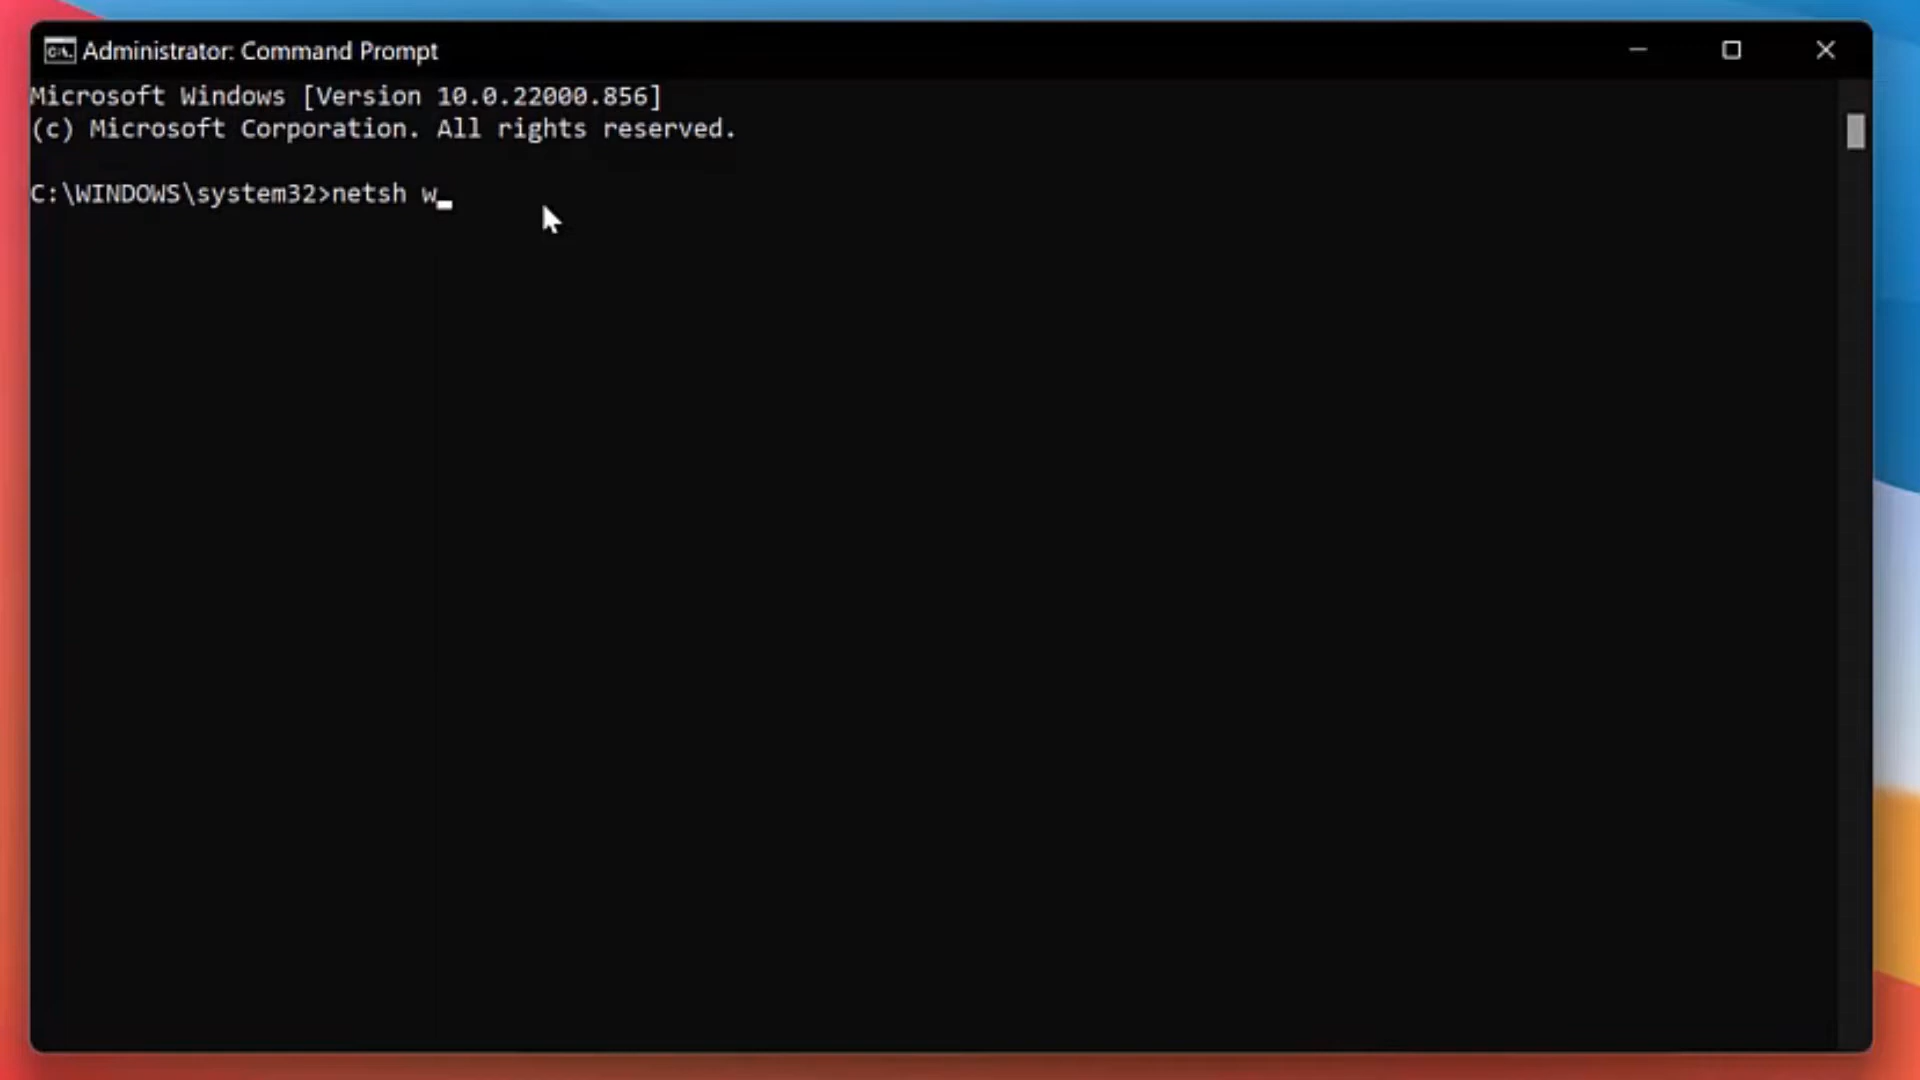 Administrator: Command Prompt
Microsoft Windows [Version 10.0.22000.856]
(c) Microsoft Corporation. All rights reserved.
C:\WINDOWS\system32>netsh w